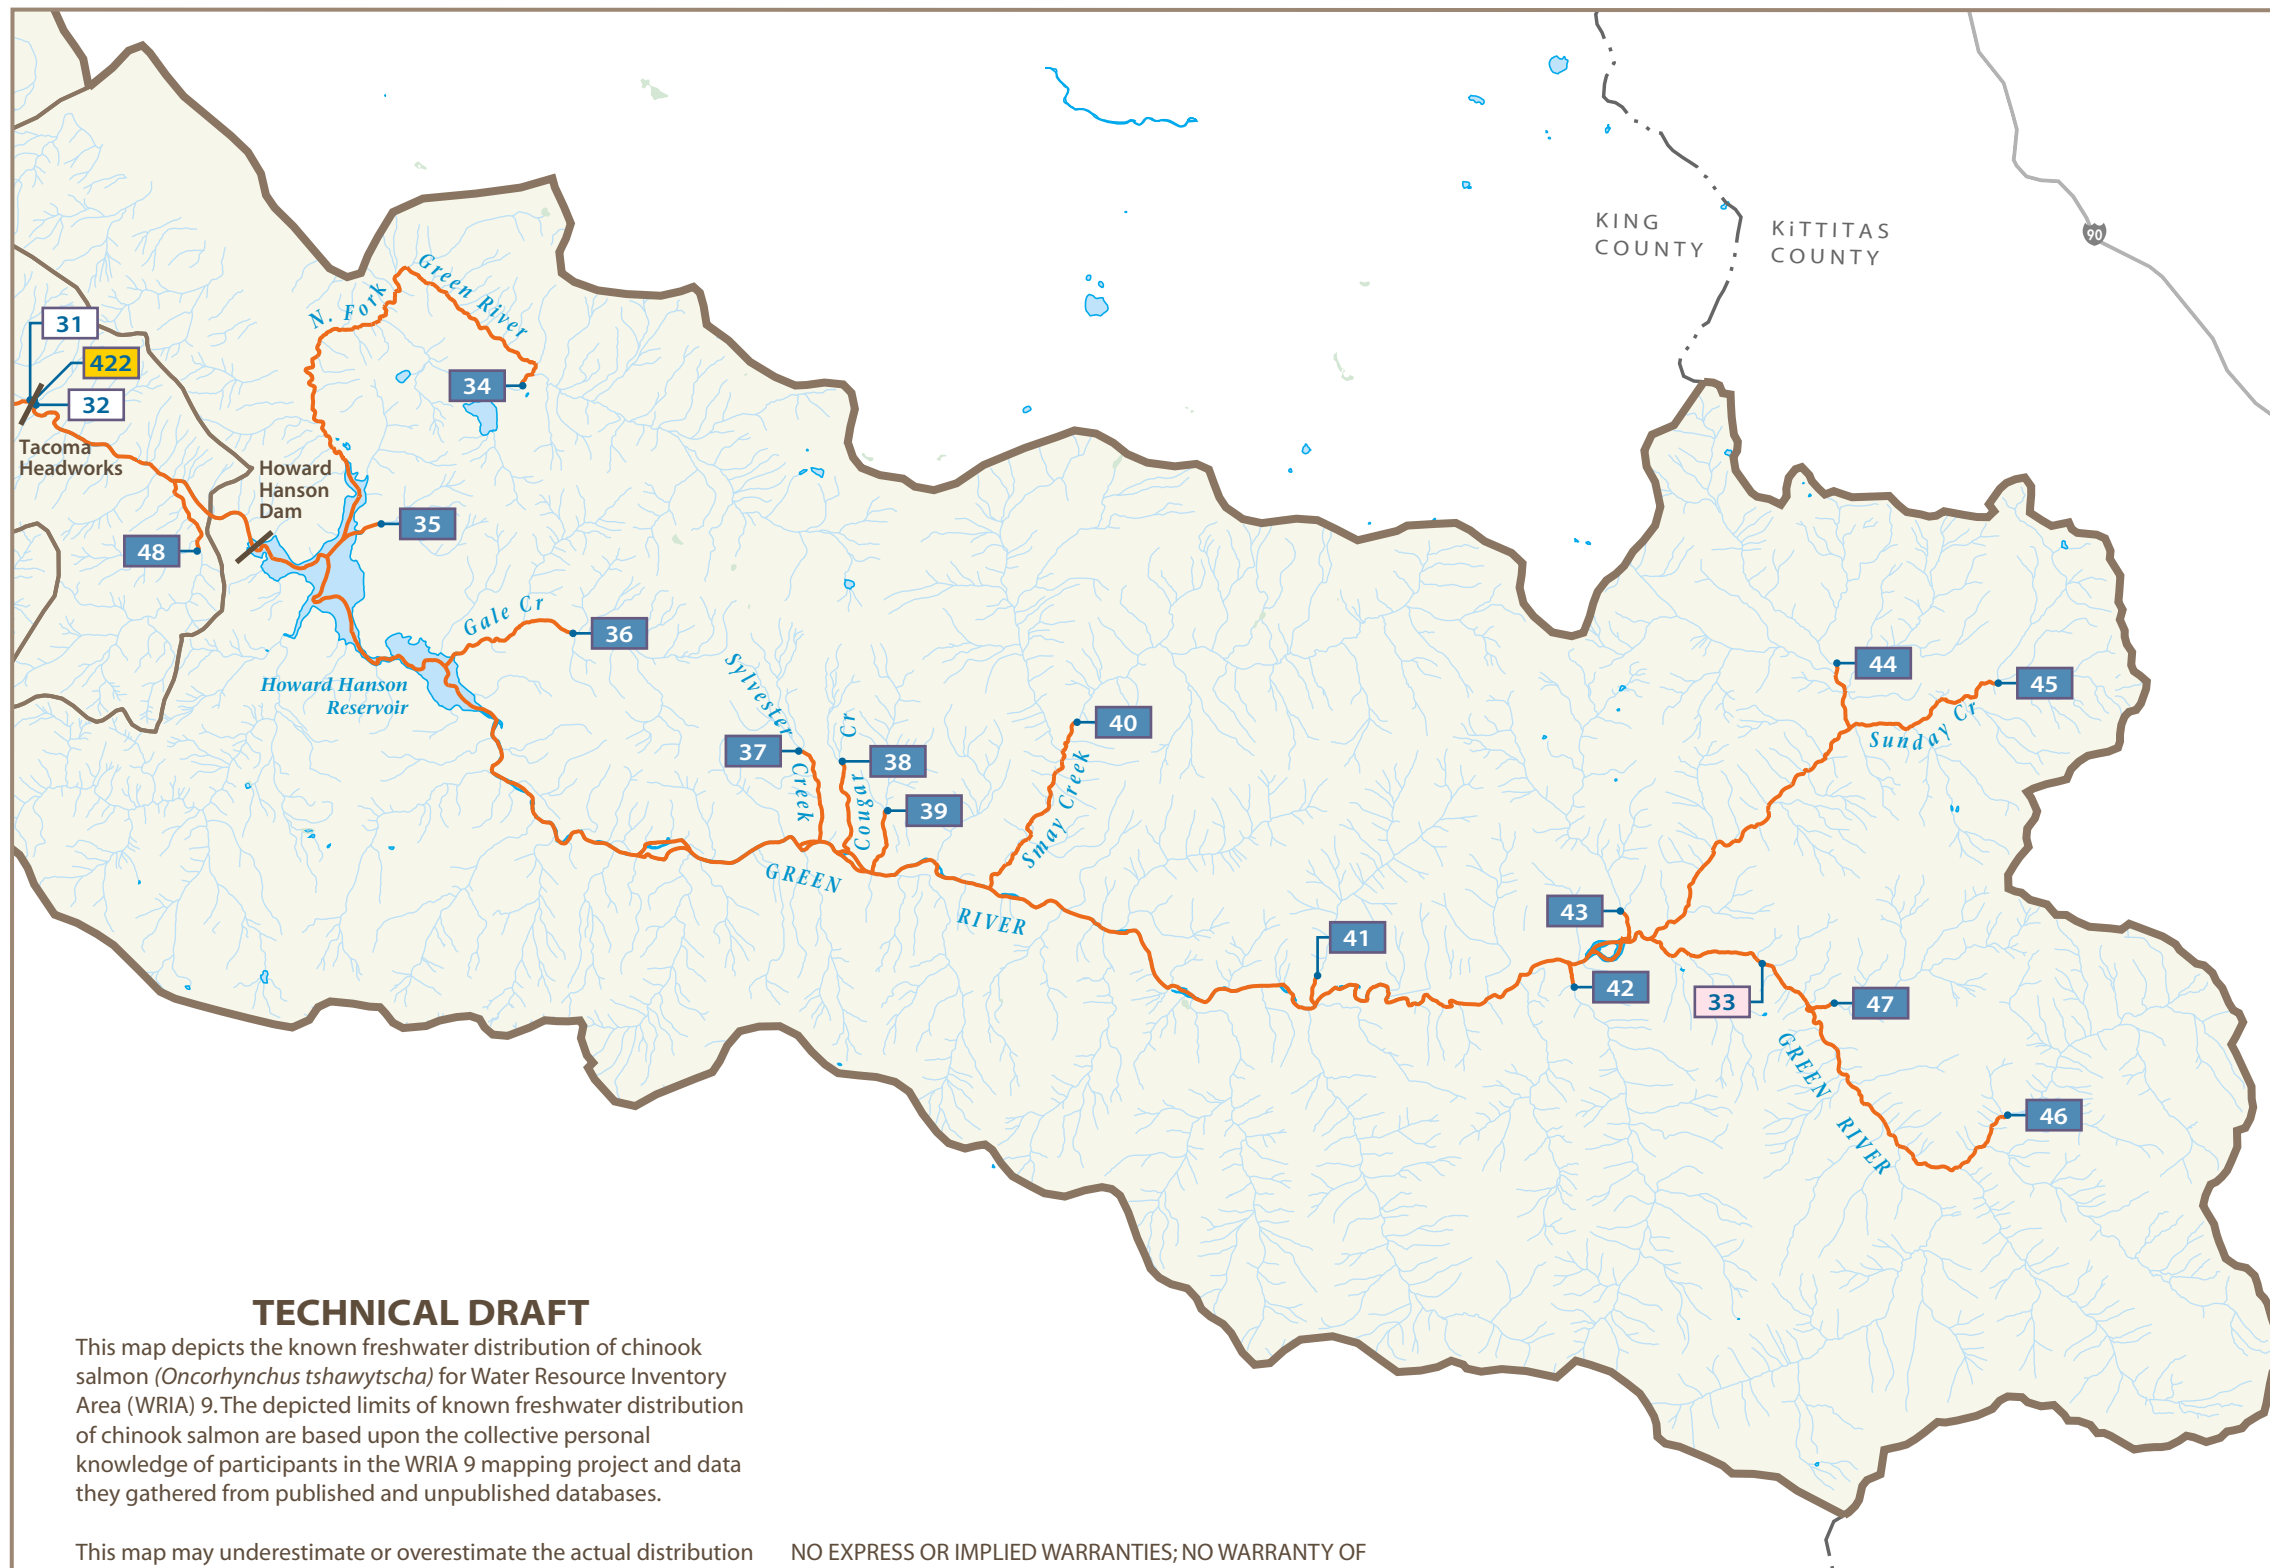 KING
COUNTY
KiTTITAS
COUNTY
90
N. Fork
Green River
31
422
32
34
Tacoma
Headworks
Howard
Hanson
Dam
35
48
Gale Cr
36
Howard Hanson
Reservoir
Sylvester
Creek
37
Cougar Cr
38
39
40
Smay Creek
44
45
Sunday Cr
GREEN
RIVER
43
41
42
33
47
GREEN
RIVER
46
TECHNICAL DRAFT
This map depicts the known freshwater distribution of chinook
salmon (Oncorhynchus tshawytscha) for Water Resource Inventory
Area (WRIA) 9. The depicted limits of known freshwater distribution
of chinook salmon are based upon the collective personal
knowledge of participants in the WRIA 9 mapping project and data
they gathered from published and unpublished databases.
This map may underestimate or overestimate the actual distribution
NO EXPRESS OR IMPLIED WARRANTIES; NO WARRANTY OF